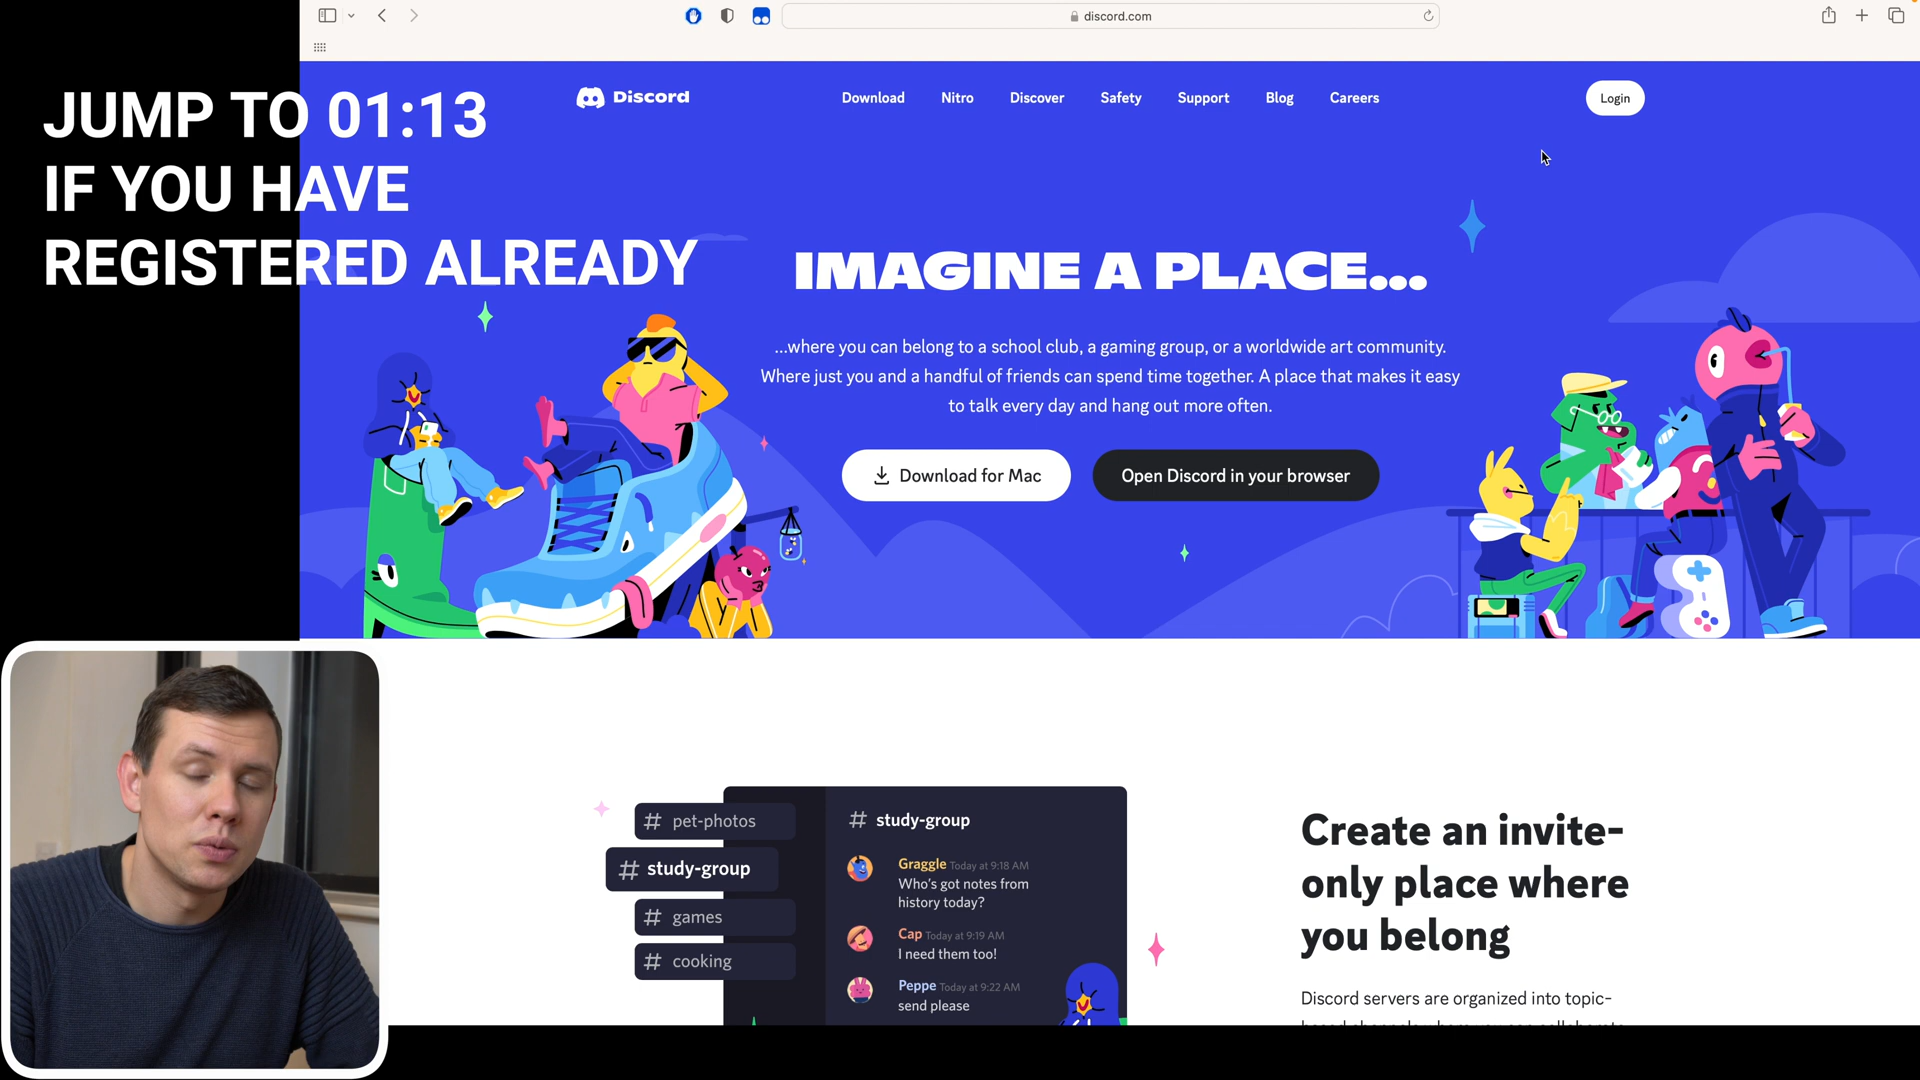 discord.com
JUMP TO 01:13
IF YOU HAVE
REGISTERED ALREADY
Discord
Download
Nitro
Discover
Safety
Support
Blog
Careers
Login
IMAGINE A PLACE...
...where you can belong to a school club, a gaming group, or a worldwide art community.
Where just you and a handful of friends can spend time together. A place that makes it easy
to talk every day and hang out more often.
Download for Mac
Open Discord in your browser
# pet-photos
# study-group
# games
# cooking
# study-group
Graggle Today at 9:18 AM
Who's got notes from
history today?
Cap Today at 9:19 AM
I need them too!
Peppe Today at 9:22 AM
send please
Create an invite-
only place where
you belong
Discord servers are organized into topic-